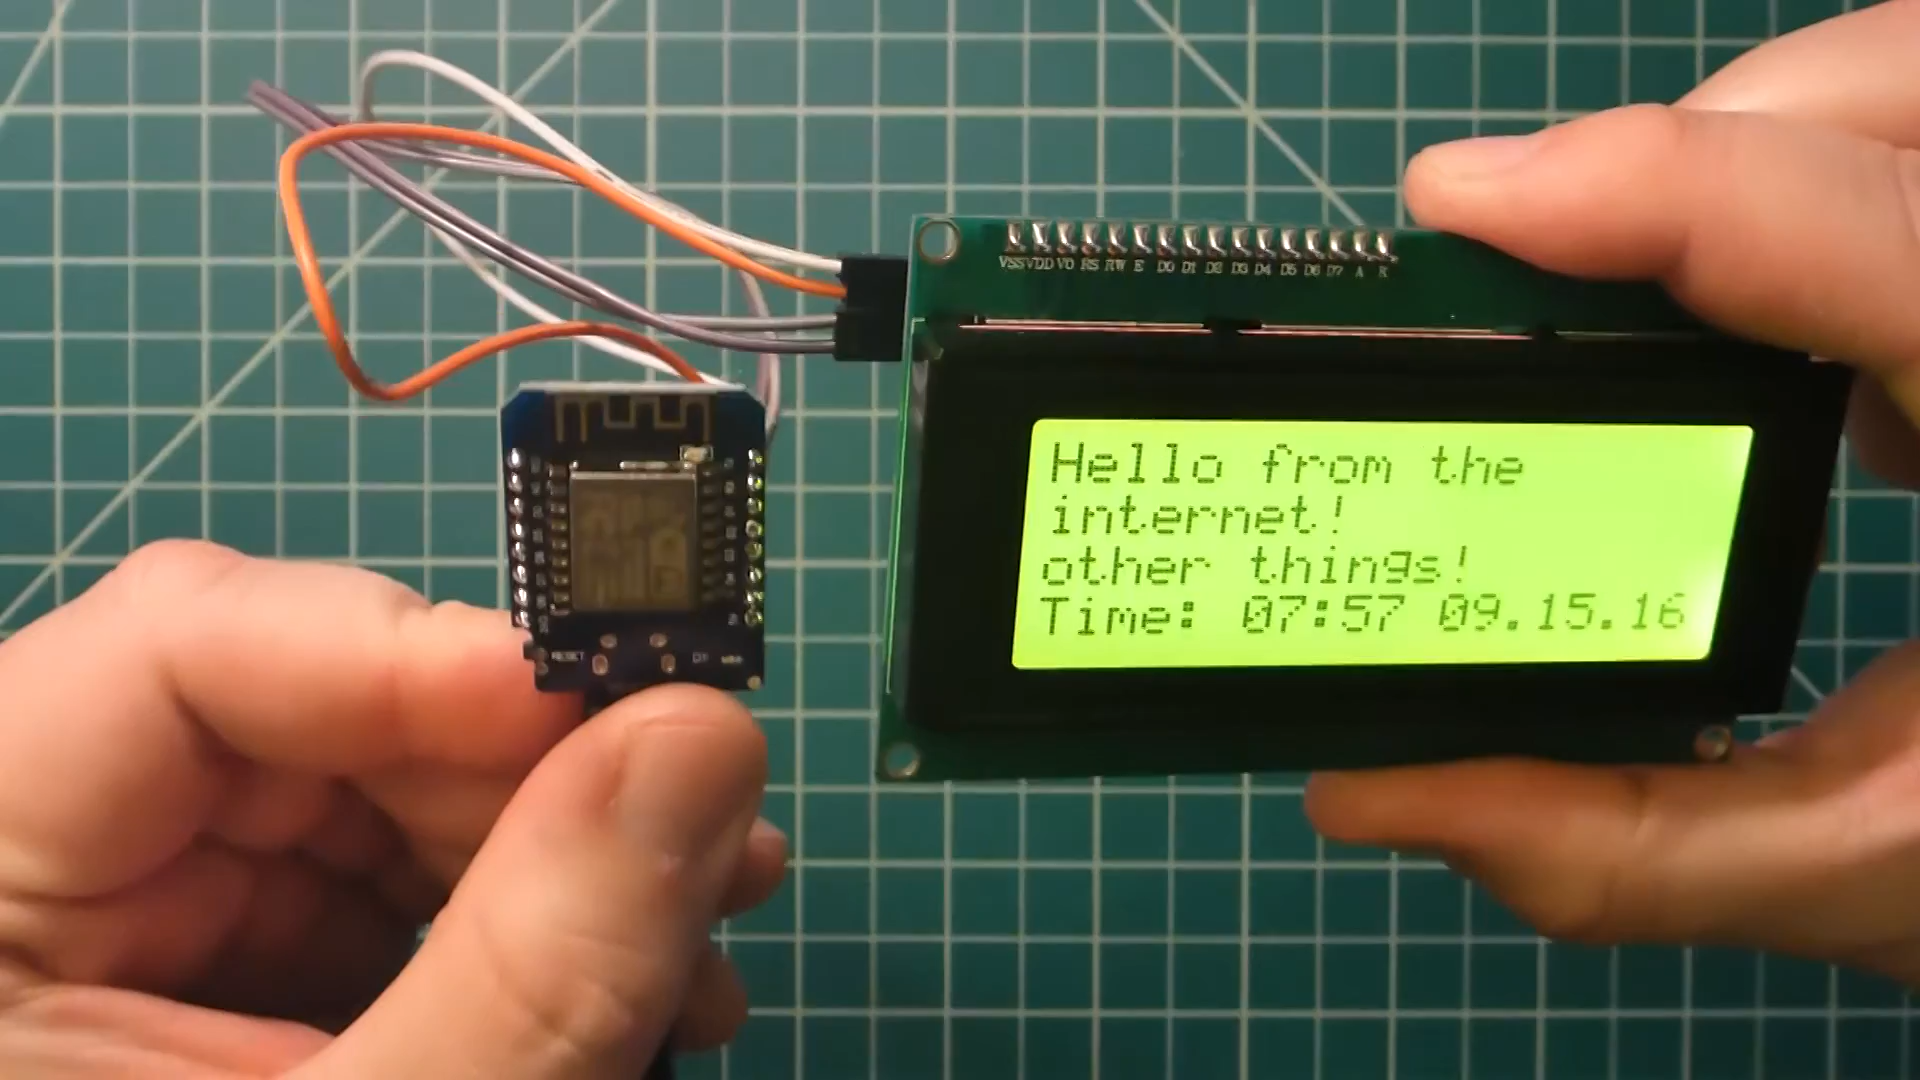 VSS VDD V0 RS RW E D0 D1 D2 D3 D4 D5 D6 D7 A K
Hello from the
internet!
other things!
Time: 07:57 09.15.16
RESET